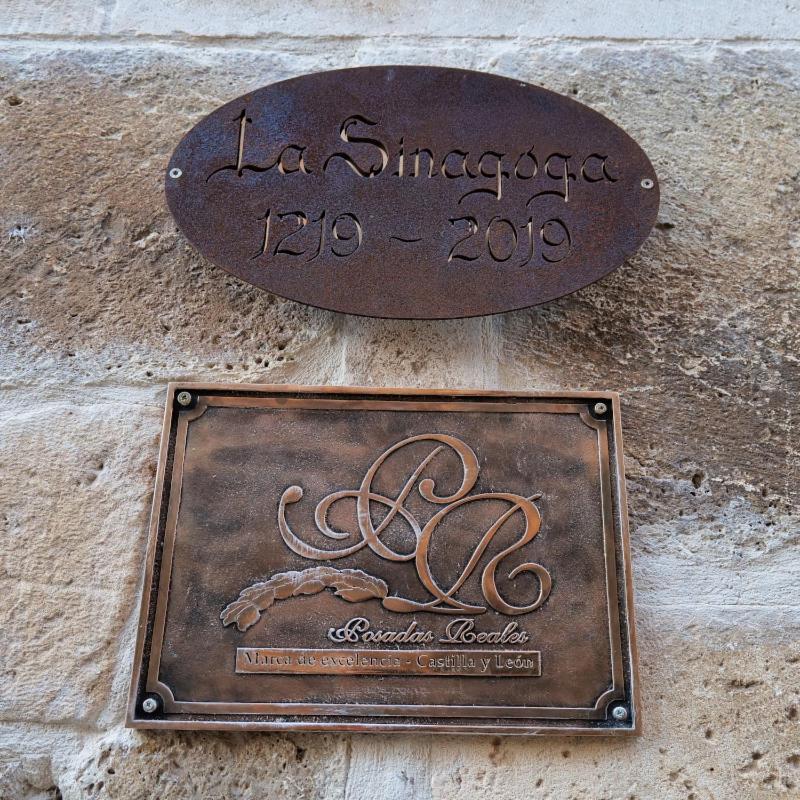 La Sinagoga
1219 - 2019
PR
Posadas Reales
Marca de excelencia - Castilla y León